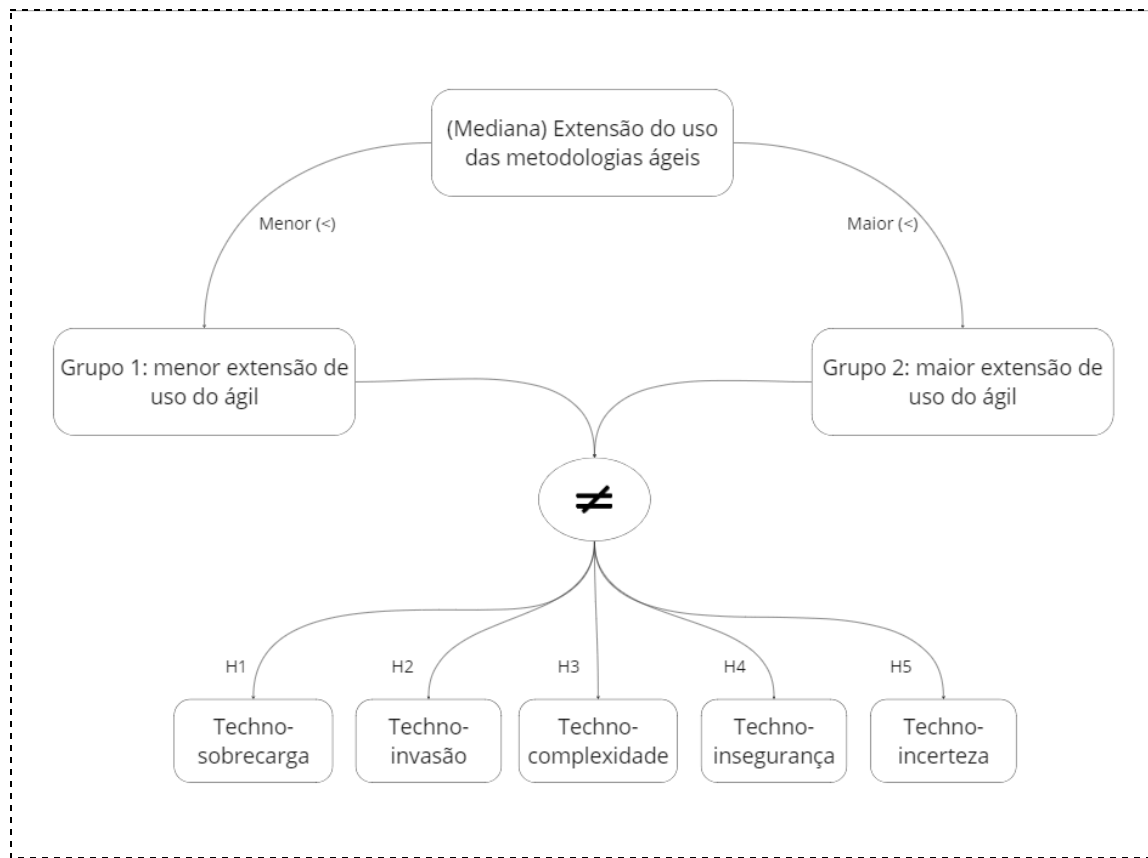 (Mediana) Extensão do uso
das metodologias ágeis
Menor (<)
Maior (<)
Grupo 1: menor extensão de
uso do ágil
Grupo 2: maior extensão de
uso do ágil
≠
H1
H2
H3
H4
H5
Techno-
sobrecarga
Techno-
invasão
Techno-
complexidade
Techno-
insegurança
Techno-
incerteza